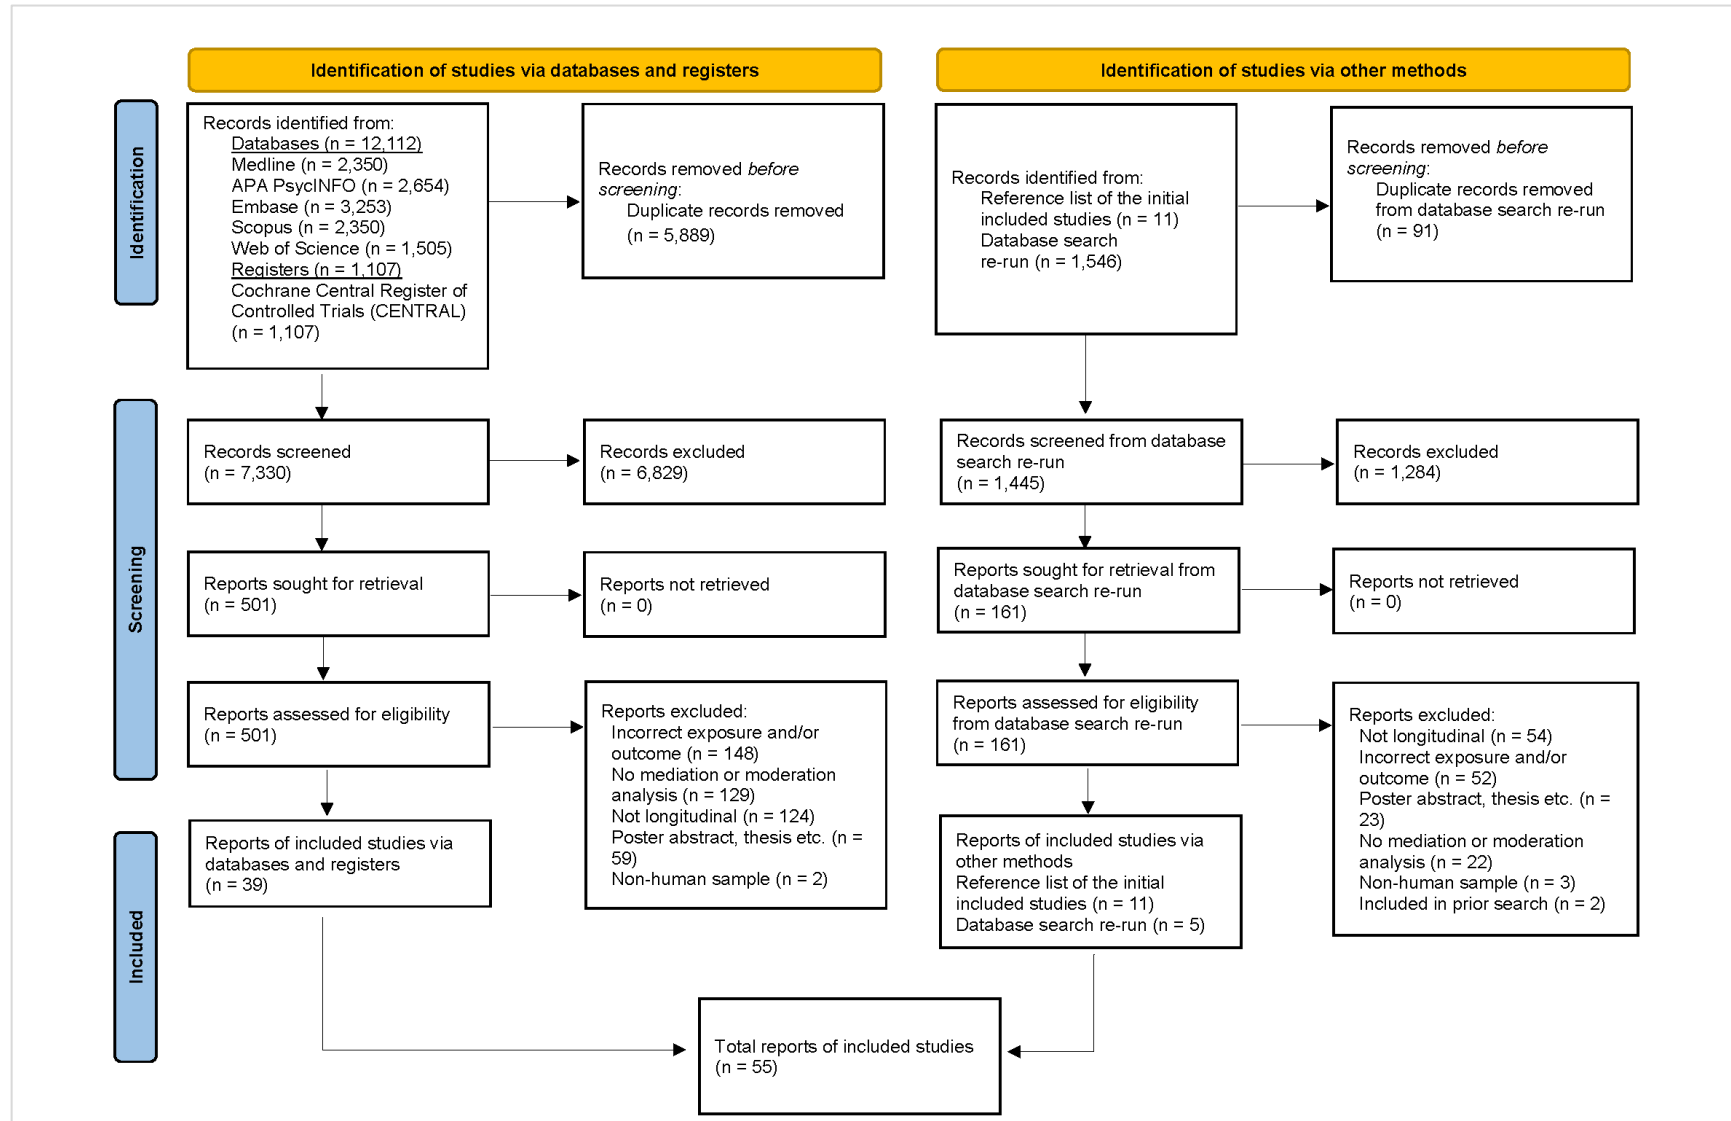 Identification of studies via databases and registers
Identification of studies via other methods
Identification
Records identified from:
Databases (n = 12,112)
Medline (n = 2,350)
APA PsycINFO (n = 2,654)
Embase (n = 3,253)
Scopus (n = 2,350)
Web of Science (n = 1,505)
Registers (n = 1,107)
Cochrane Central Register of
Controlled Trials (CENTRAL)
(n = 1,107)
Records removed before
screening:
Duplicate records removed
(n = 5,889)
Records identified from:
Reference list of the initial
included studies (n = 11)
Database search
re-run (n = 1,546)
Records removed before
screening:
Duplicate records removed
from database search re-run
(n = 91)
Screening
Records screened
(n = 7,330)
Records excluded
(n = 6,829)
Records screened from database
search re-run
(n = 1,445)
Records excluded
(n = 1,284)
Reports sought for retrieval
(n = 501)
Reports not retrieved
(n = 0)
Reports sought for retrieval from
database search re-run
(n = 161)
Reports not retrieved
(n = 0)
Reports assessed for eligibility
(n = 501)
Reports excluded:
Incorrect exposure and/or
outcome (n = 148)
No mediation or moderation
analysis (n = 129)
Not longitudinal (n = 124)
Poster abstract, thesis etc. (n =
59)
Non-human sample (n = 2)
Reports assessed for eligibility
from database search re-run
(n = 161)
Reports excluded:
Not longitudinal (n = 54)
Incorrect exposure and/or
outcome (n = 52)
Poster abstract, thesis etc. (n =
23)
No mediation or moderation
analysis (n = 22)
Non-human sample (n = 3)
Included in prior search (n = 2)
Included
Reports of included studies via
databases and registers
(n = 39)
Reports of included studies via
other methods
Reference list of the initial
included studies (n = 11)
Database search re-run (n = 5)
Total reports of included studies
(n = 55)